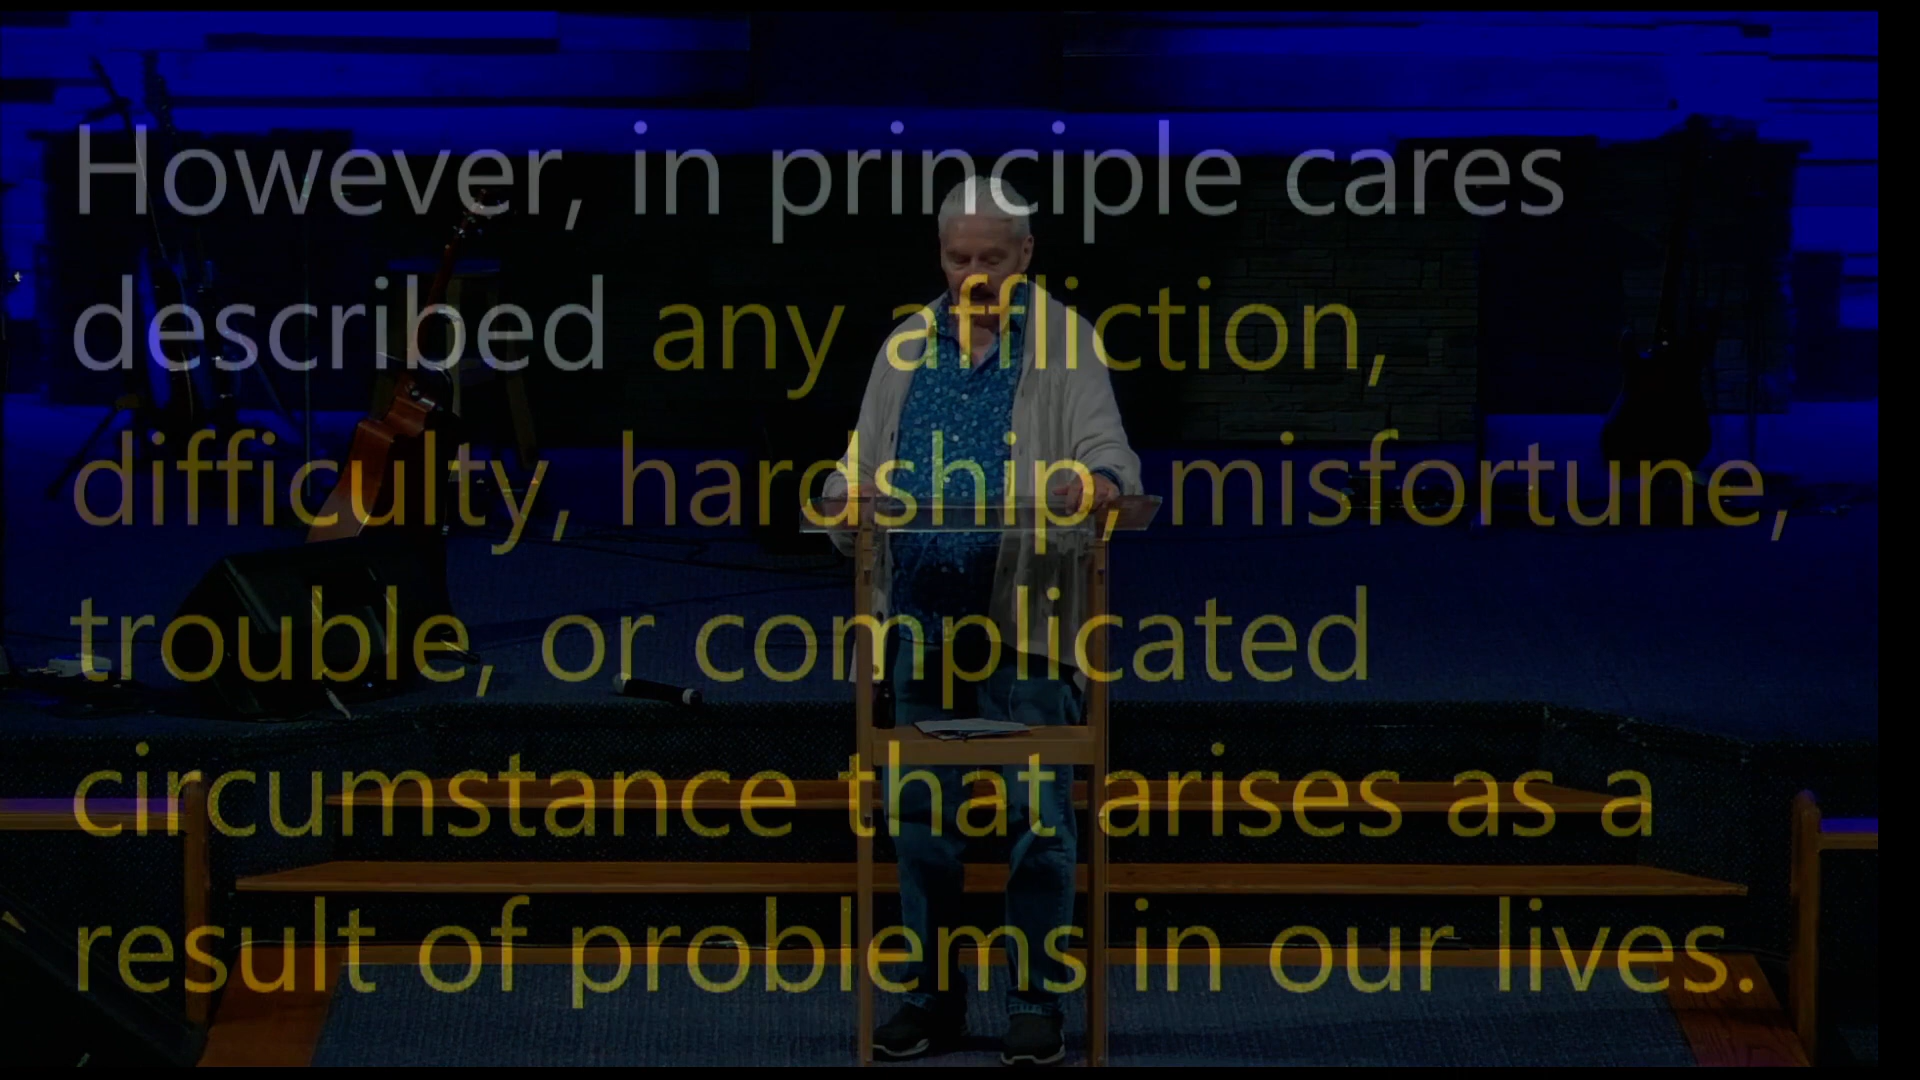 However, in principle cares
described any affliction,
difficulty, hardship, misfortune,
trouble, or complicated
circumstance that arises as a
result of problems in our lives.